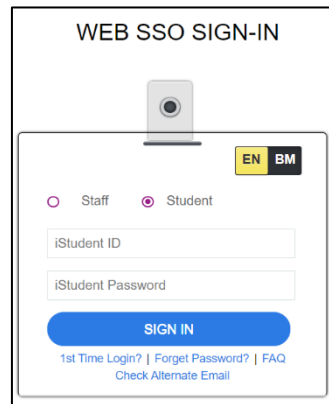 WEB SSO SIGN-IN
EN BM
Staff Student
iStudent ID
iStudent Password
SIGN IN
1st Time Login? | Forget Password? | FAQ
Check Alternate Email